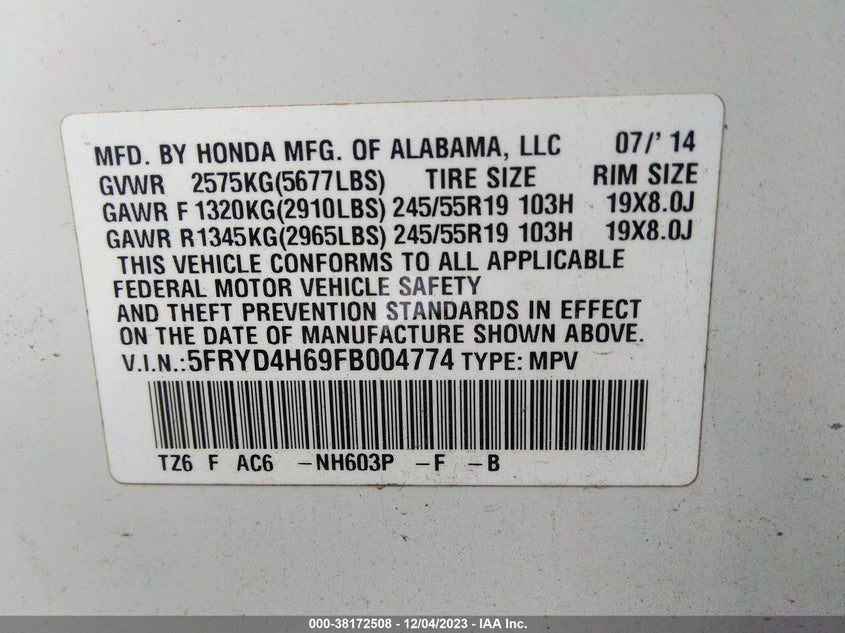 MFD. BY HONDA MFG. OF ALABAMA, LLC 07/' 14
GVWR 2575KG(5677LBS) TIRE SIZE RIM SIZE
GAWR F 1320KG(2910LBS) 245/55R19 103H 19X8.0J
GAWR R1345KG(2965LBS) 245/55R19 103H 19X8.0J
THIS VEHICLE CONFORMS TO ALL APPLICABLE
FEDERAL MOTOR VEHICLE SAFETY
AND THEFT PREVENTION STANDARDS IN EFFECT
ON THE DATE OF MANUFACTURE SHOWN ABOVE.
V.I.N.:5FRYD4H69FB004774 TYPE: MPV
TZ6 F AC6 -NH603P -F -B
000-38172508 - 12/04/2023 - IAA Inc.